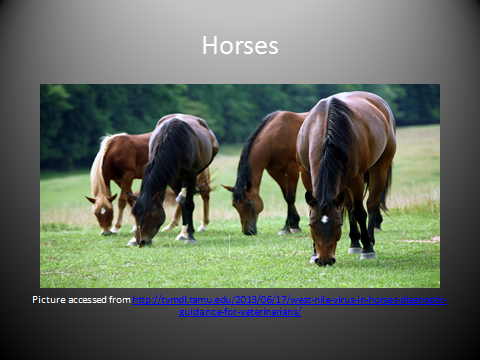 Horses
Picture accessed from http://tvmdl.tamu.edu/2013/06/17/west-nile-virus-in-horses-diagnostic-
guidance-for-veterinarians/